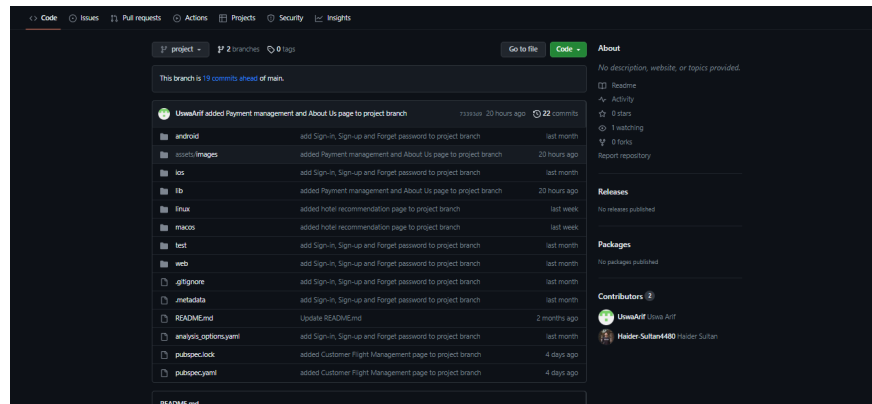 Code Issues Pull requests Actions Projects Security Insights
project 2 branches 0 tags Go to file Code
This branch is 19 commits ahead of main.
UswaArif added Payment management and About Us page to project branch 20 hours ago 22 commits
android add Sign-in, Sign-up and Forget password to project branch last month
assets/images added Payment management and About Us page to project branch 20 hours ago
ios add Sign-in, Sign-up and Forget password to project branch last month
lib added Payment management and About Us page to project branch 20 hours ago
linux added hotel recommendation page to project branch last week
macos added hotel recommendation page to project branch last week
test add Sign-in, Sign-up and Forget password to project branch last month
web add Sign-in, Sign-up and Forget password to project branch last month
.gitignore add Sign-in, Sign-up and Forget password to project branch last month
.metadata add Sign-in, Sign-up and Forget password to project branch last month
README.md Update README.md 2 months ago
analysis_options.yaml add Sign-in, Sign-up and Forget password to project branch last month
pubspec.lock added Customer Flight Management page to project branch 4 days ago
pubspec.yaml added Customer Flight Management page to project branch 4 days ago
README.md
About
No description, website, or topics provided.
Readme
Activity
0 stars
1 watching
0 forks
Report repository
Releases
No releases published
Packages
No packages published
Contributors 2
UswaArif Uswa Arif
Haider-Sultan4480 Haider Sultan